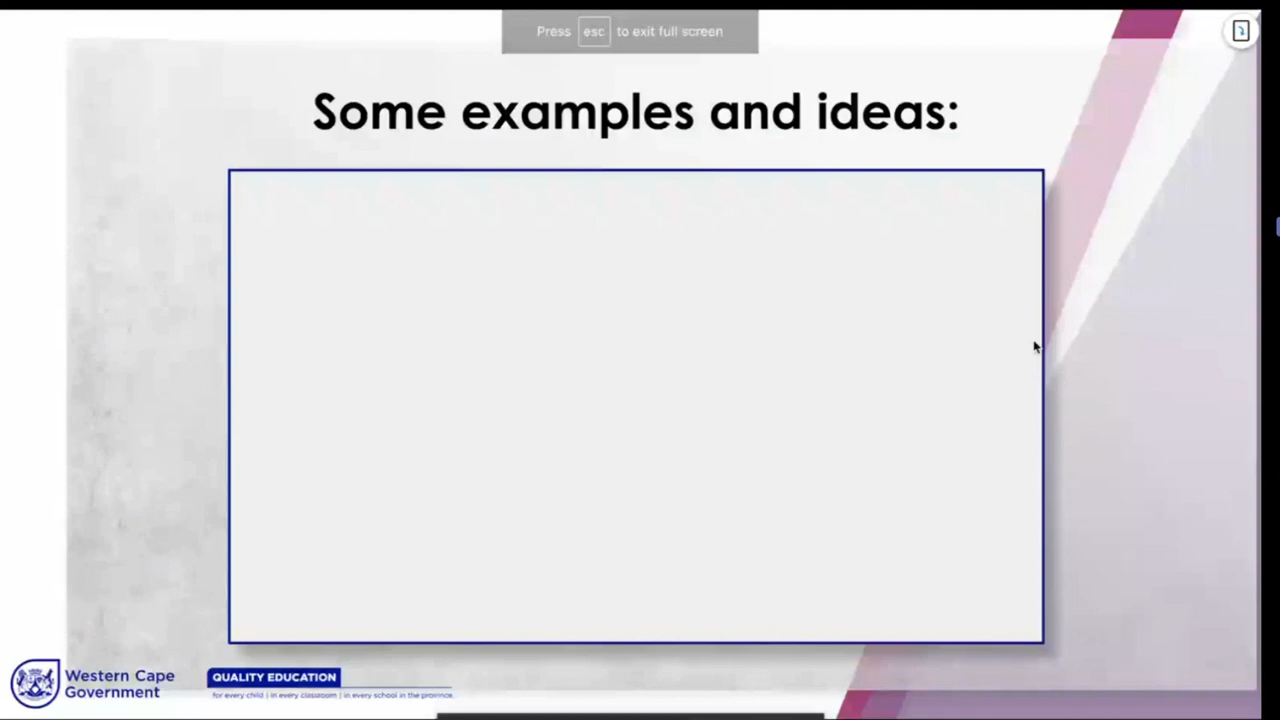 Press esc to exit full screen
Some examples and ideas:
Western Cape
Government
QUALITY EDUCATION
for every child | in every classroom | in every school in the province